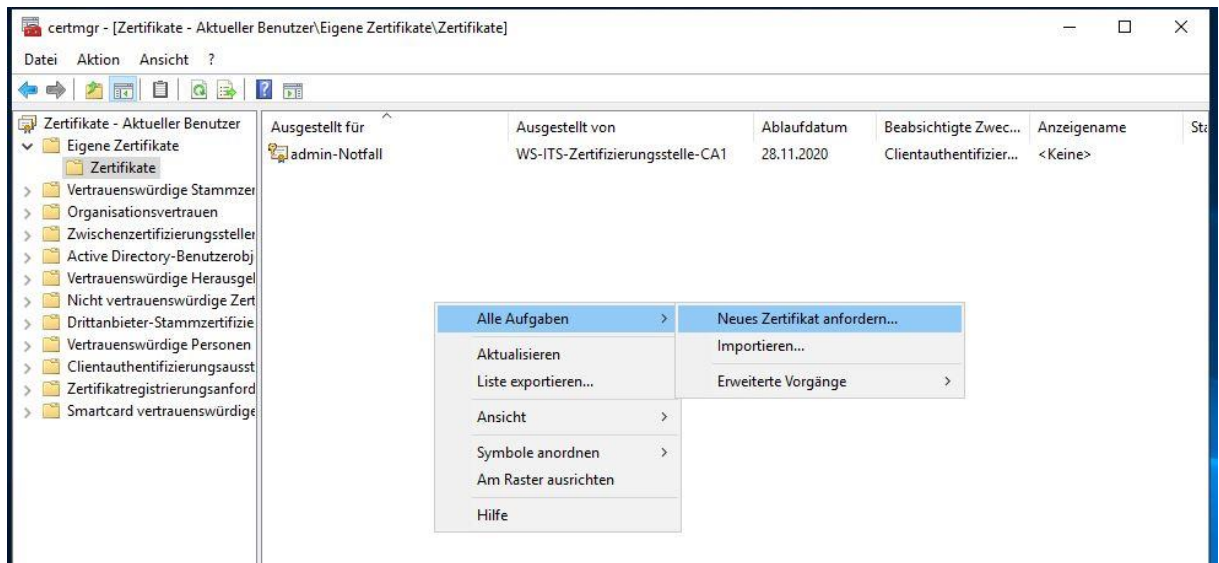 certmgr - [Zertifikate - Aktueller Benutzer\Eigene Zertifikate\Zertifikate]
Datei Aktion Ansicht ?
Zertifikate - Aktueller Benutzer
Eigene Zertifikate
Zertifikate
Vertrauenswürdige Stammzer
Organisationsvertrauen
Zwischenzertifizierungsstellen
Active Directory-Benutzerobj
Vertrauenswürdige Herausgel
Nicht vertrauenswürdige Zert
Drittanbieter-Stammzertifizie
Vertrauenswürdige Personen
Clientauthentifizierungsausst
Zertifikatregistrierungsanford
Smartcard vertrauenswürdige
Ausgestellt für Ausgestellt von Ablaufdatum Beabsichtigte Zwec... Anzeigename Sta
admin-Notfall WS-ITS-Zertifizierungsstelle-CA1 28.11.2020 Clientauthentifizier... <Keine>
Alle Aufgaben
Aktualisieren
Liste exportieren...
Ansicht
Symbole anordnen
Am Raster ausrichten
Hilfe
Neues Zertifikat anfordern...
Importieren...
Erweiterte Vorgänge